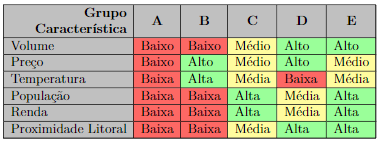 Grupo
Característica A B C D E
Volume Baixo Baixo Médio Alto Alto
Preço Baixo Alto Médio Alto Médio
Temperatura Baixa Alta Média Baixa Média
População Baixa Baixa Alta Média Alta
Renda Baixa Baixa Alta Média Alta
Proximidade Litoral Baixa Baixa Média Alta Alta